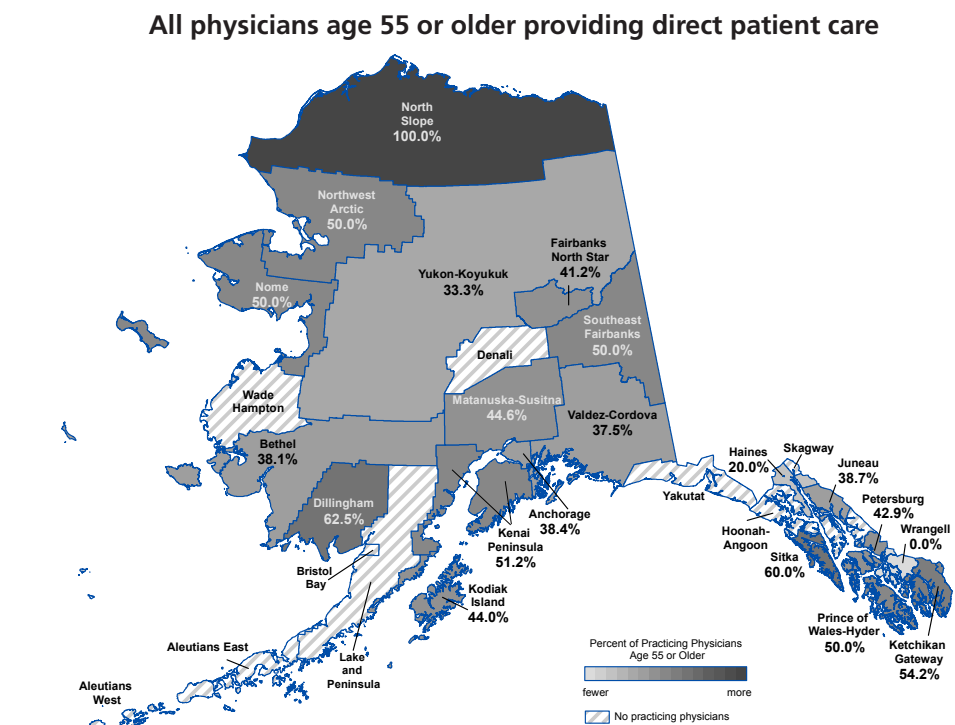 All physicians age 55 or older providing direct patient care
North
Slope
100.0%
Northwest
Arctic
50.0%
Fairbanks
North Star
41.2%
Yukon-Koyukuk
33.3%
Nome
50.0%
Southeast
Fairbanks
50.0%
Denali
Wade
Hampton
Matanuska-Susitna
44.6%
Valdez-Cordova
37.5%
Bethel
38.1%
Haines
20.0%
Skagway
Juneau
38.7%
Yakutat
Petersburg
42.9%
Dillingham
62.5%
Anchorage
38.4%
Wrangell
0.0%
Kenai
Peninsula
51.2%
Hoonah-
Angoon
Sitka
60.0%
Bristol
Bay
Kodiak
Island
44.0%
Prince of
Wales-Hyder
50.0%
Ketchikan
Gateway
54.2%
Aleutians East
Lake
and
Peninsula
Aleutians
West
Percent of Practicing Physicians
Age 55 or Older
fewer more
No practicing physicians